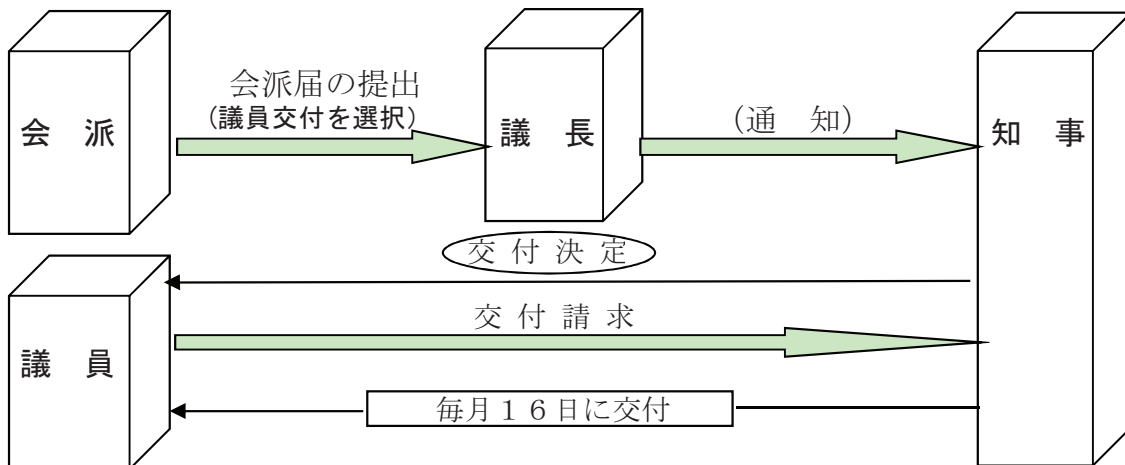 会派届の提出
(議員交付を選択)
会　派
議　長
(通　知)
知　事
交 付 決 定
交 付 請 求
議　員
毎月１６日に交付